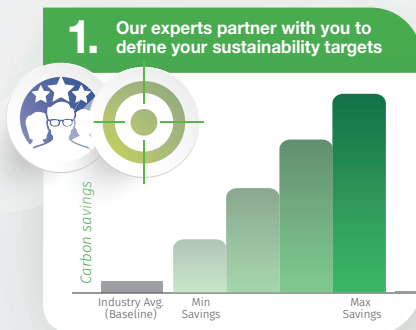 1. Our experts partner with you to
define your sustainability targets
Carbon savings
Industry Avg.
(Baseline)
Min
Savings
Max
Savings